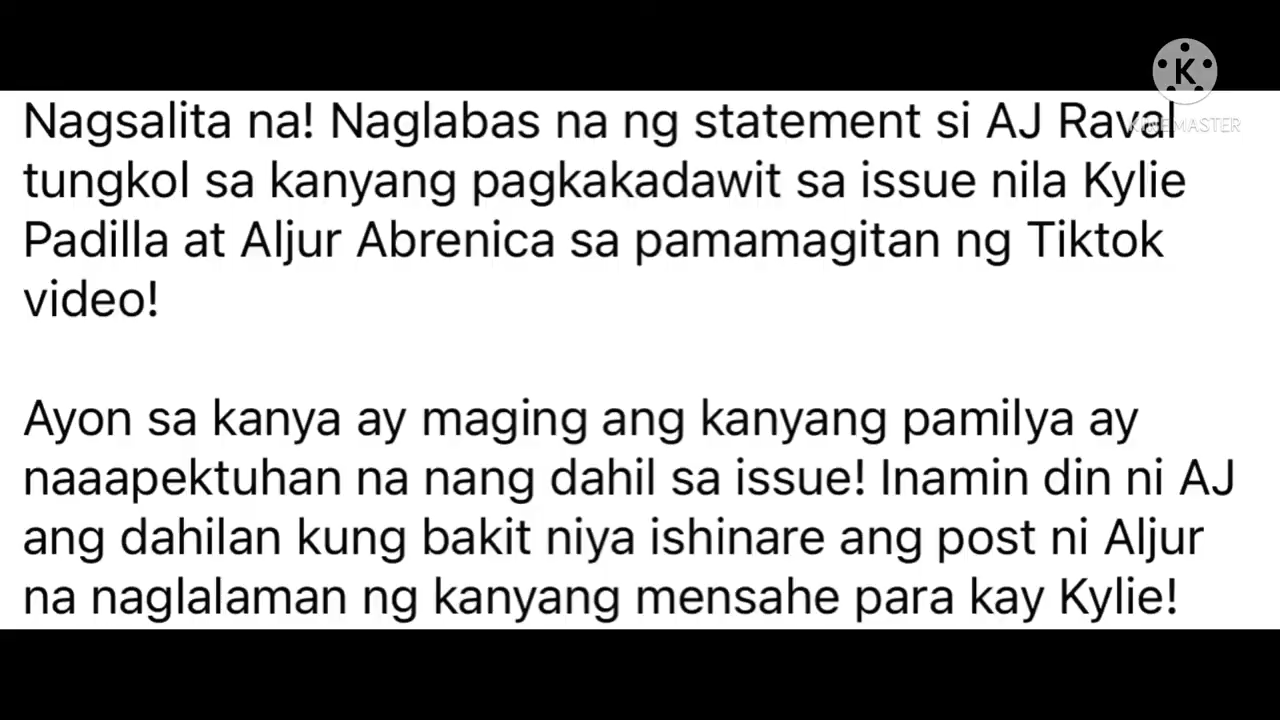 Nagsalita na! Naglabas na ng statement si AJ Raval
tungkol sa kanyang pagkakadawit sa issue nila Kylie
Padilla at Aljur Abrenica sa pamamagitan ng Tiktok
video!
Ayon sa kanya ay maging ang kanyang pamilya ay
naaapektuhan na nang dahil sa issue! Inamin din ni AJ
ang dahilan kung bakit niya ishinare ang post ni Aljur
na naglalaman ng kanyang mensahe para kay Kylie!
K
KINEMASTER